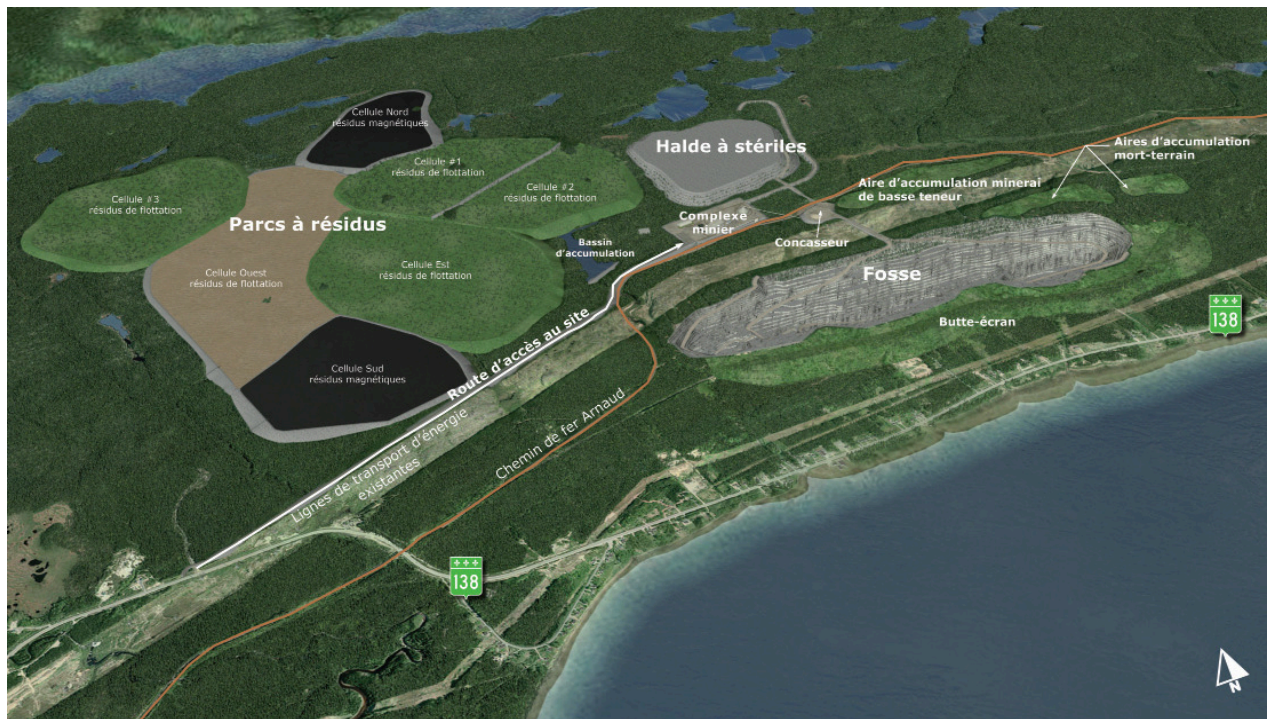 Cellule Nord
résidus magnétiques
Cellule #1
résidus de flottation
Cellule #2
résidus de flottation
Cellule #3
résidus de flottation
Parcs à résidus
Cellule Ouest
résidus de flottation
Cellule Est
résidus de flottation
Cellule Sud
résidus magnétiques
Halde à stériles
Aires d'accumulation
mort-terrain
Aire d'accumulation minerai
de basse teneur
Complexe
minier
Concasseur
Bassin
d'accumulation
Fosse
Butte-écran
138
Route d'accès au site
Lignes de transport d'énergie
existantes
Chemin de fer Arnaud
138
N